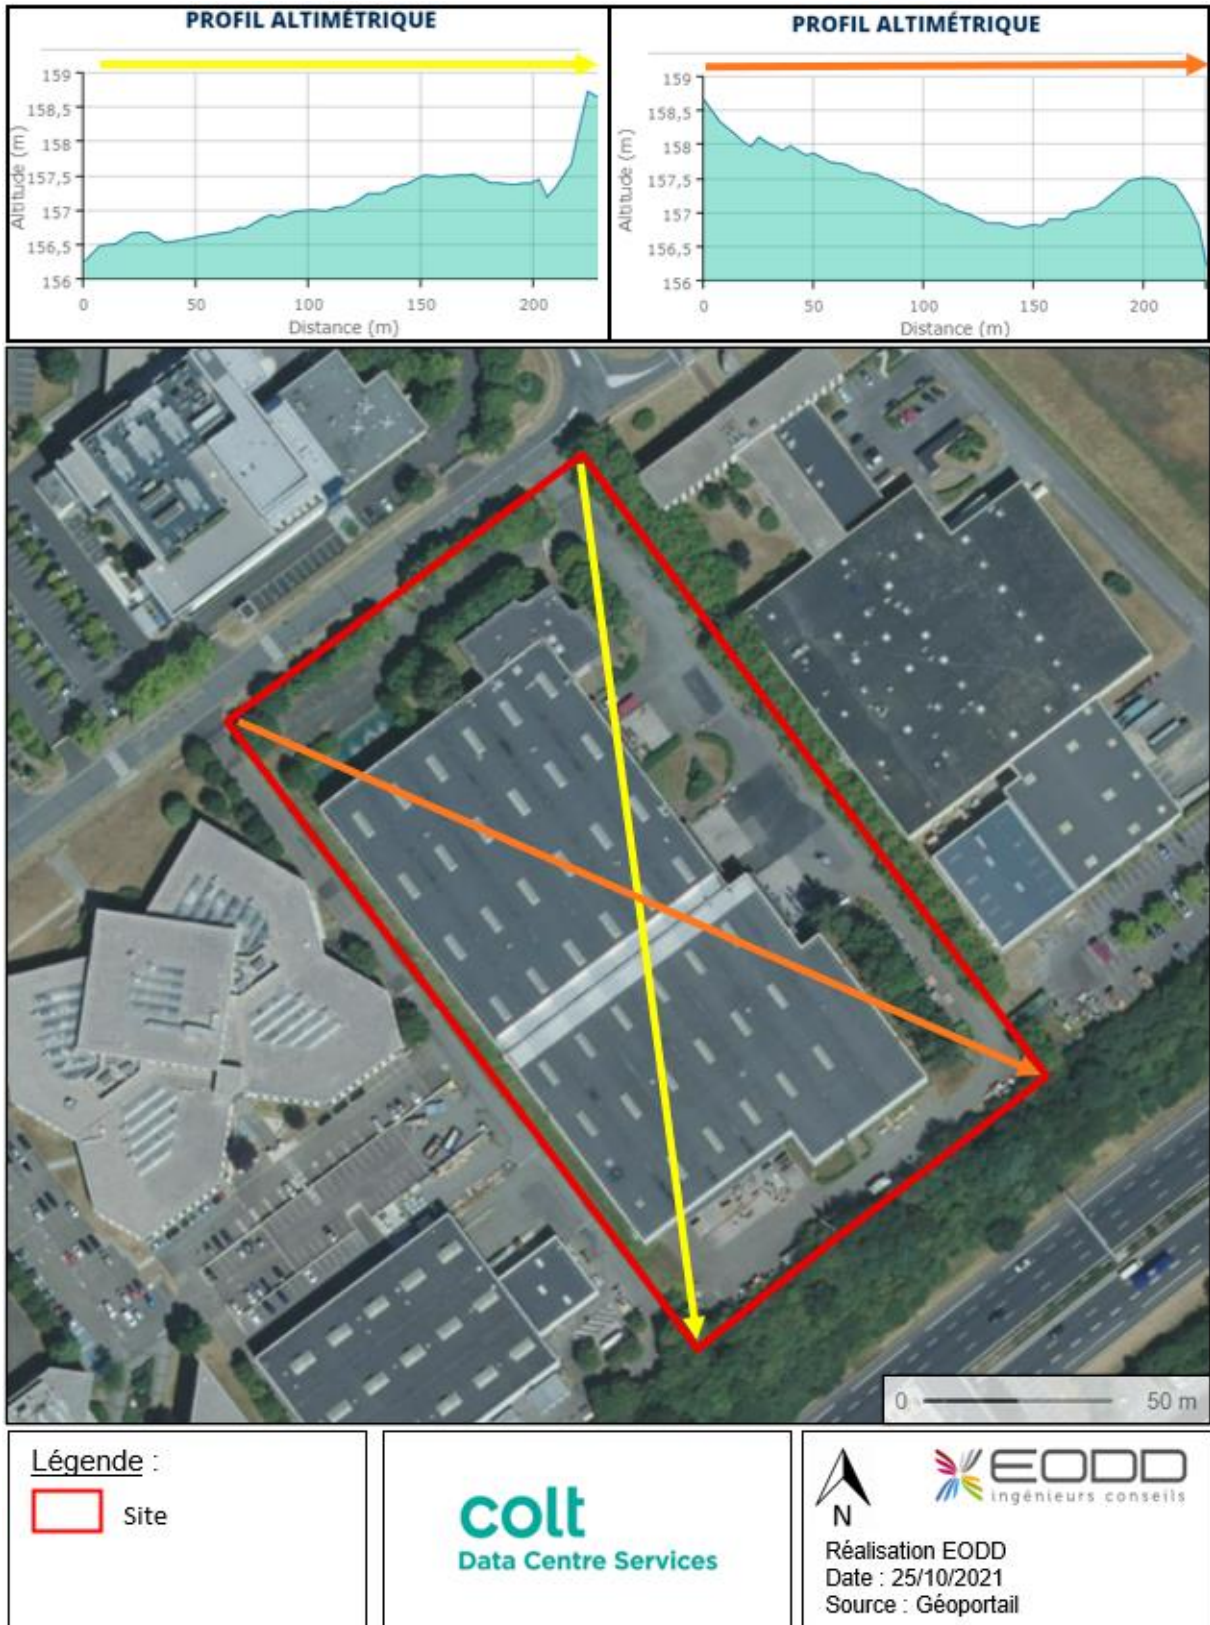 PROFIL ALTIMÉTRIQUE
159
158,5
158
157,5
157
156,5
156
Altitude (m)
0 50 100 150 200
Distance (m)
PROFIL ALTIMÉTRIQUE
159
158,5
158
157,5
157
156,5
156
Altitude (m)
0 50 100 150 200
Distance (m)
0 50 m
Légende :
Site
colt
Data Centre Services
N
EODD
ingénieurs conseils
Réalisation EODD
Date : 25/10/2021
Source : Géoportail